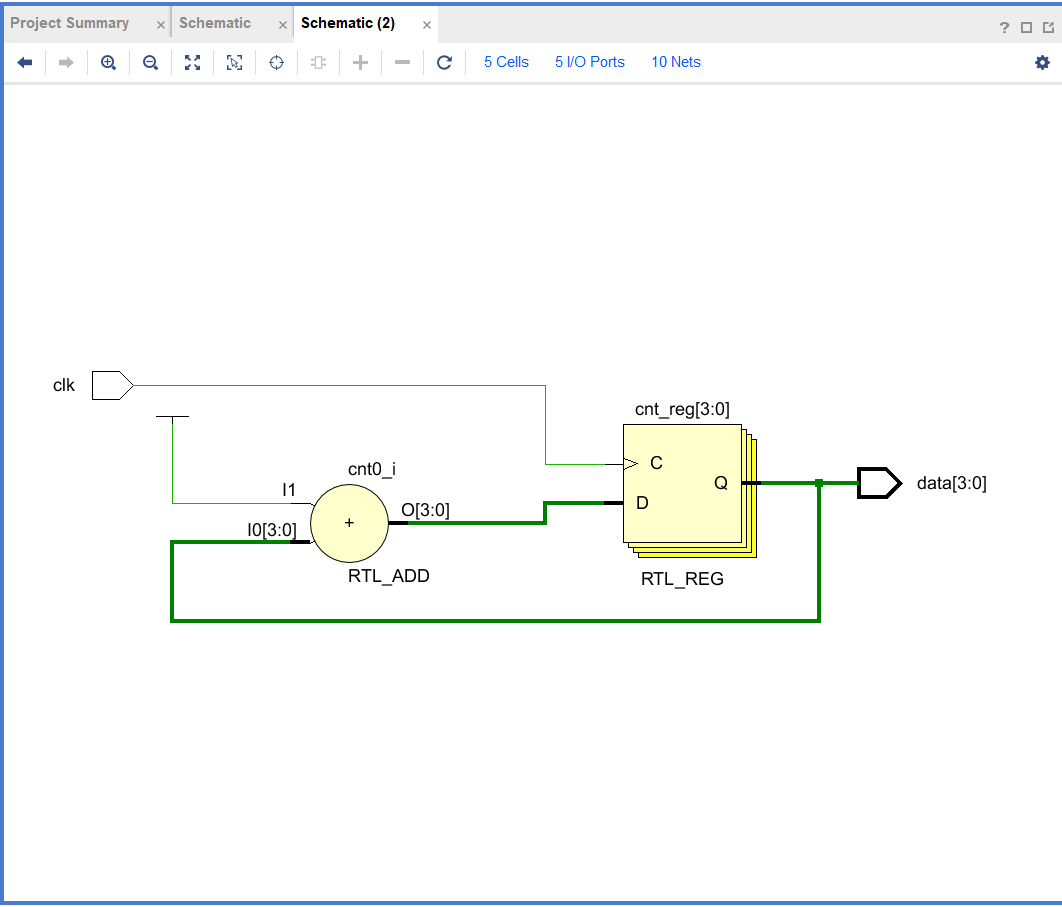 Project Summary × Schematic × Schematic (2) × ?
5 Cells 5 I/O Ports 10 Nets
clk
cnt_reg[3:0]
C
cnt0_i
Q
data[3:0]
I1
O[3:0]
D
I0[3:0]
+
RTL_ADD
RTL_REG